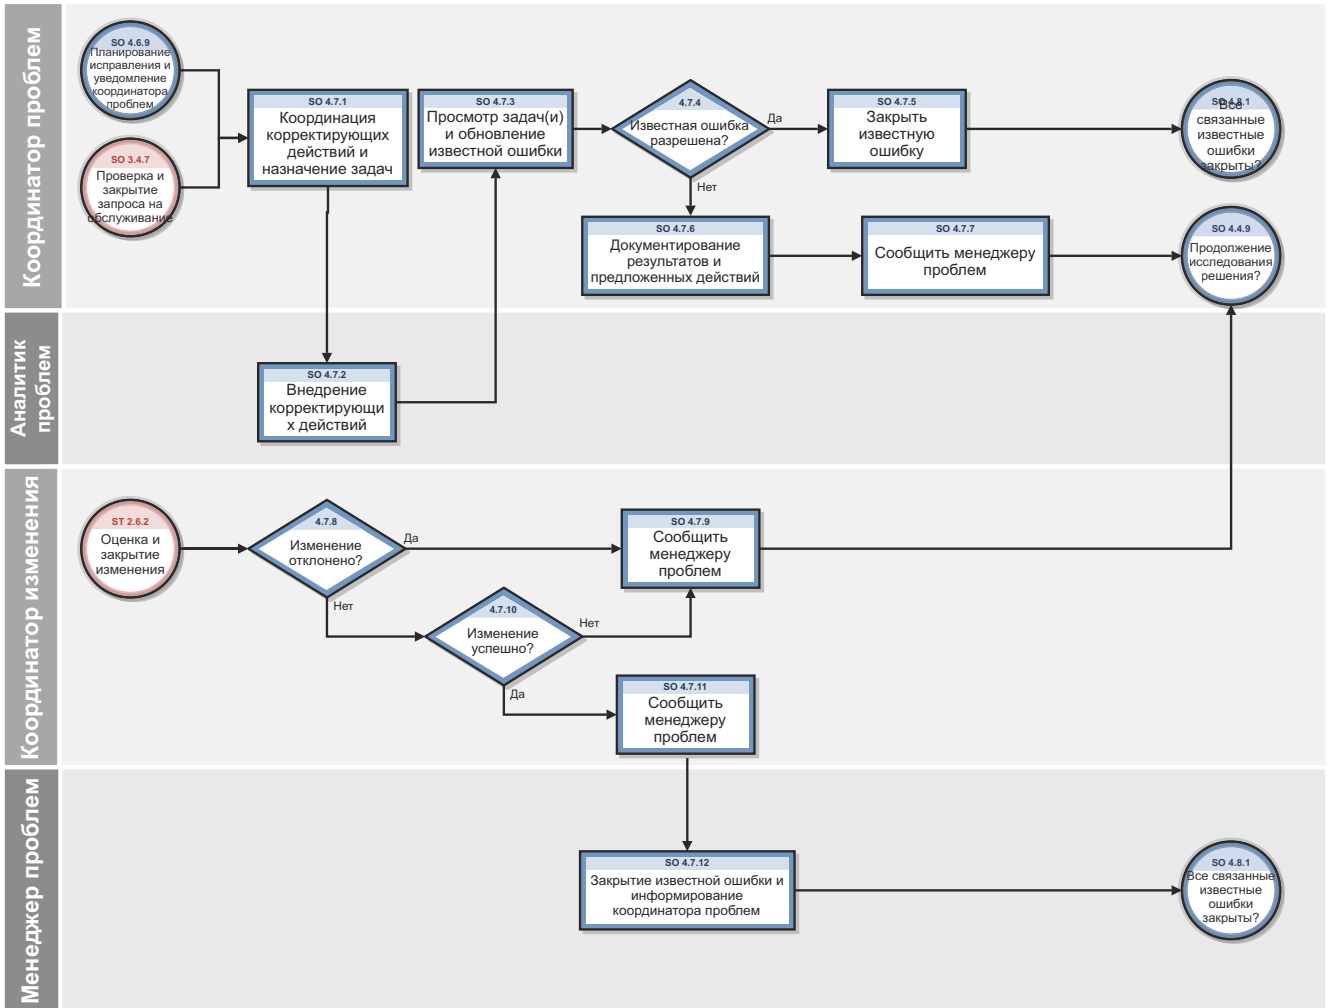 Координатор проблем
SO 4.6.9
Планирование
исправления и
уведомление
координатора
проблем
SO 3.4.7
Проверка и
закрытие
запроса на
обслуживание
SO 4.7.1
Координация
корректирующих
действий и
назначение задач
SO 4.7.3
Просмотр задач(и)
и обновление
известной ошибки
4.7.4
Известная ошибка
разрешена?
Да
Нет
SO 4.7.5
Закрыть
известную
ошибку
SO 4.8.1
Все
связанные
известные
ошибки
закрыты?
SO 4.7.6
Документирование
результатов и
предложенных действий
SO 4.7.7
Сообщить менеджеру
проблем
SO 4.4.9
Продолжение
исследования
решения?
Аналитик
проблем
SO 4.7.2
Внедрение
корректирующи
х действий
Координатор изменения
ST 2.6.2
Оценка и
закрытие
изменения
4.7.8
Изменение
отклонено?
Да
Нет
SO 4.7.9
Сообщить
менеджеру
проблем
4.7.10
Изменение
успешно?
Нет
Да
SO 4.7.11
Сообщить
менеджеру
проблем
Менеджер проблем
SO 4.7.12
Закрытие известной ошибки и
информирование
координатора проблем
SO 4.8.1
Все связанные
известные
ошибки
закрыты?